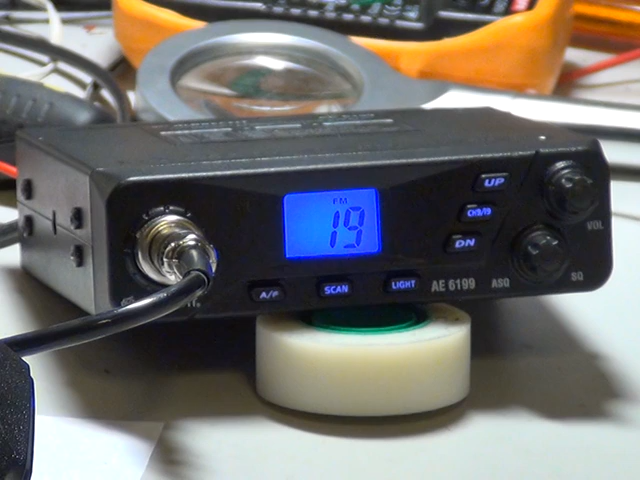 FM
19
UP
CH9/19
DN
VOL
A/F
SCAN
LIGHT
AE 6199
ASQ
SQ